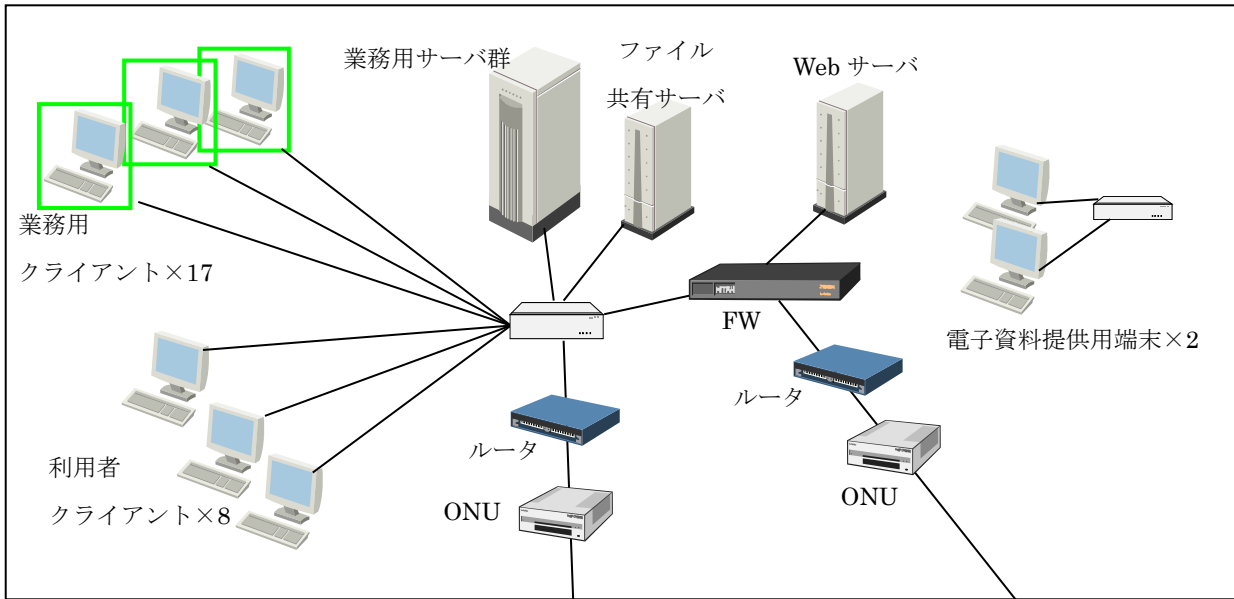 業務用サーバ群
ファイル
共有サーバ
Web サーバ
業務用
クライアント×17
FW
電子資料提供用端末×2
ルータ
ルータ
利用者
クライアント×8
ONU
ONU